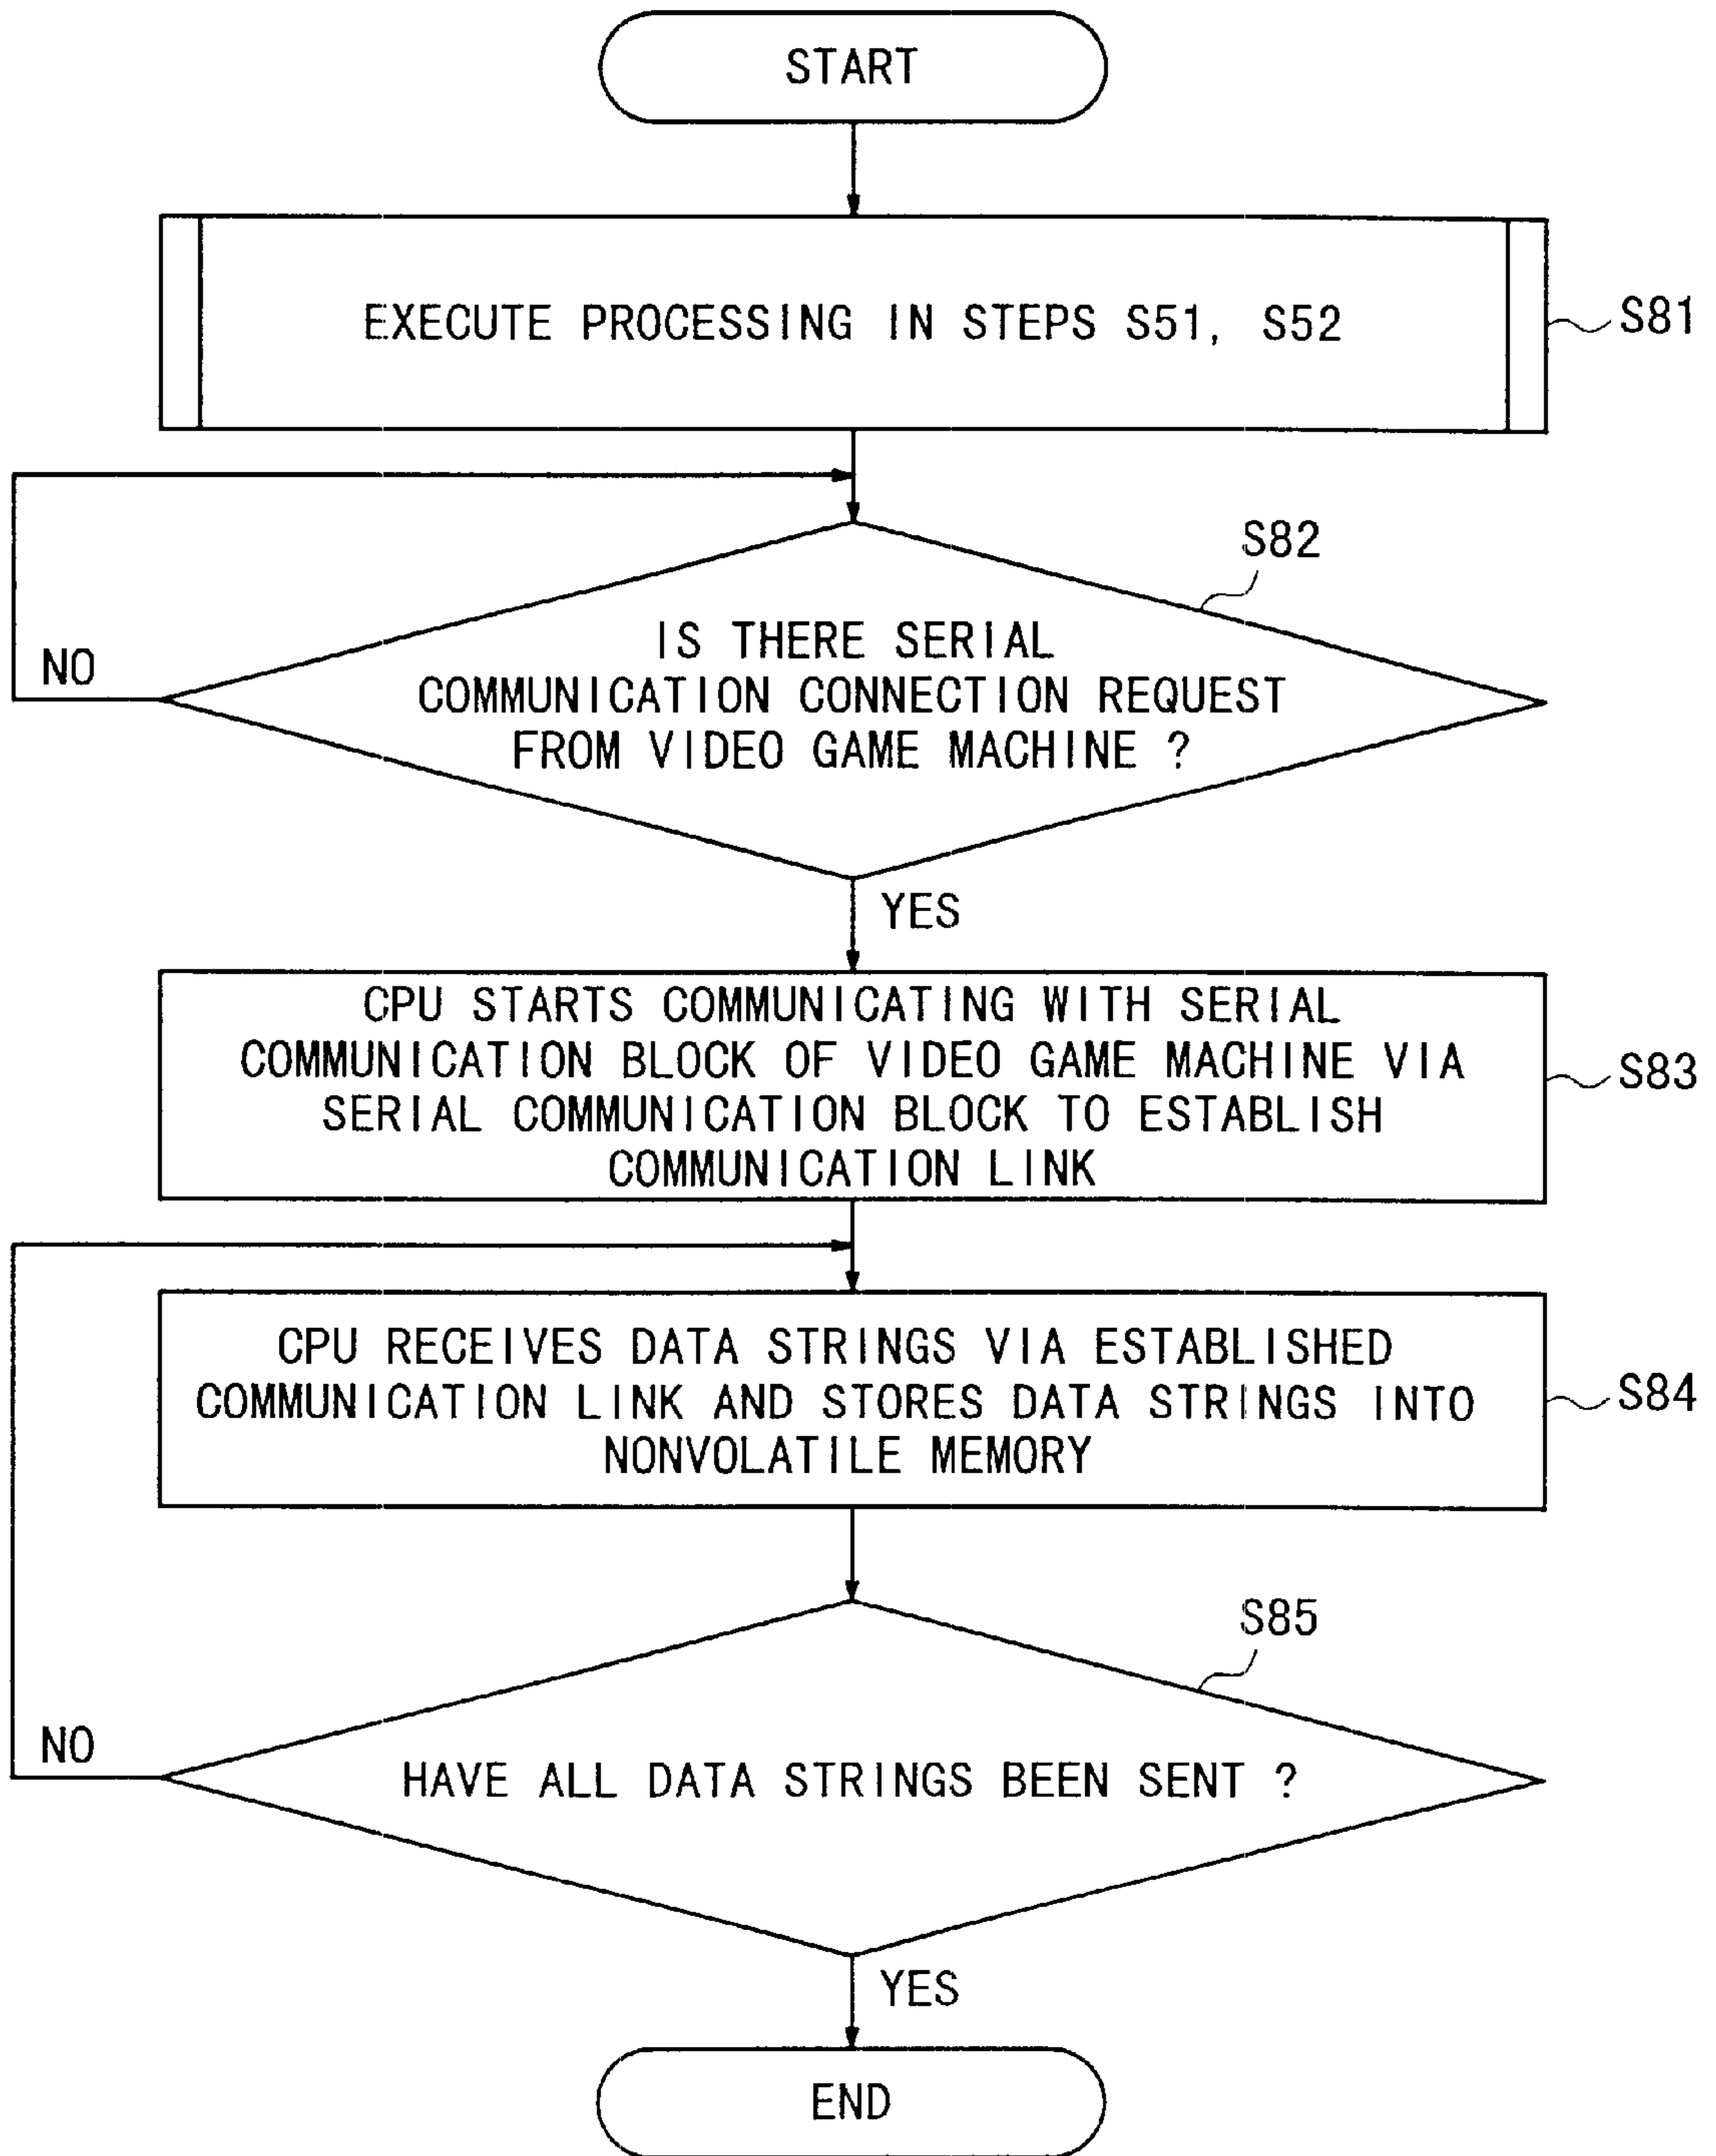 START
EXECUTE PROCESSING IN STEPS S51, S52
S81
S82
IS THERE SERIAL
COMMUNICATION CONNECTION REQUEST
FROM VIDEO GAME MACHINE ?
NO
YES
CPU STARTS COMMUNICATING WITH SERIAL
COMMUNICATION BLOCK OF VIDEO GAME MACHINE VIA
SERIAL COMMUNICATION BLOCK TO ESTABLISH
COMMUNICATION LINK
S83
CPU RECEIVES DATA STRINGS VIA ESTABLISHED
COMMUNICATION LINK AND STORES DATA STRINGS INTO
NONVOLATILE MEMORY
S84
S85
NO
HAVE ALL DATA STRINGS BEEN SENT ?
YES
END